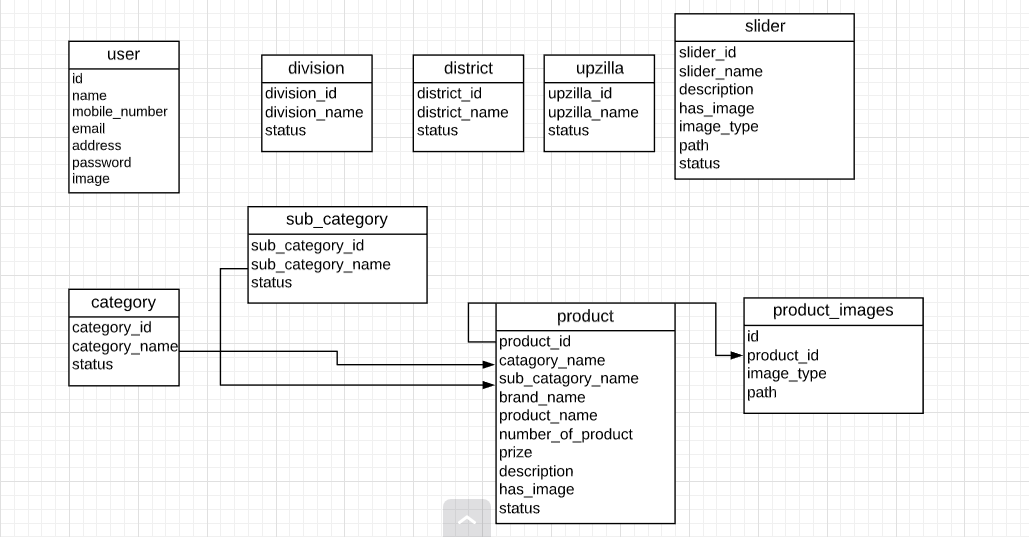 user
id
name
mobile_number
email
address
password
image
division
division_id
division_name
status
district
district_id
district_name
status
upzilla
upzilla_id
upzilla_name
status
slider
slider_id
slider_name
description
has_image
image_type
path
status
sub_category
sub_category_id
sub_category_name
status
category
category_id
category_name
status
product
product_id
catagory_name
sub_catagory_name
brand_name
product_name
number_of_product
prize
description
has_image
status
product_images
id
product_id
image_type
path